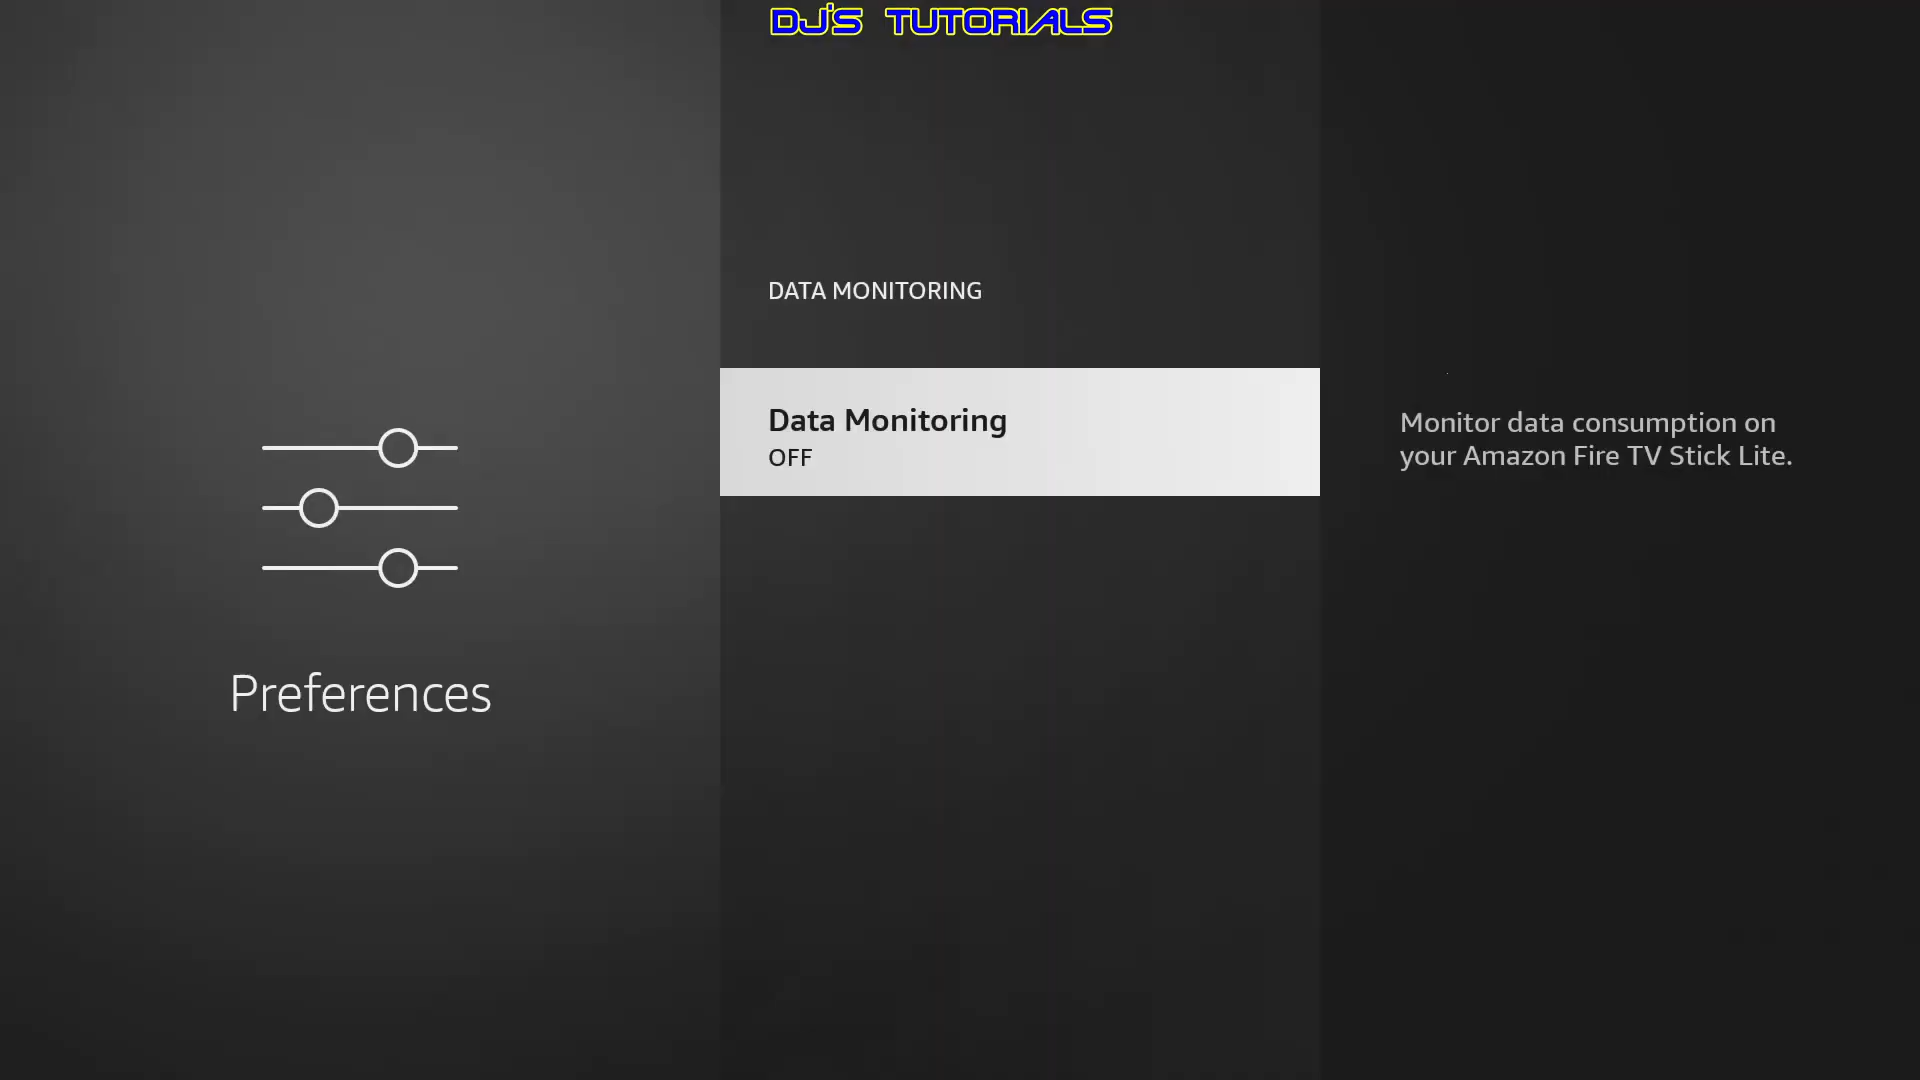 DJ'S TUTORIALS
DATA MONITORING
Data Monitoring
OFF
Monitor data consumption on
your Amazon Fire TV Stick Lite.
Preferences